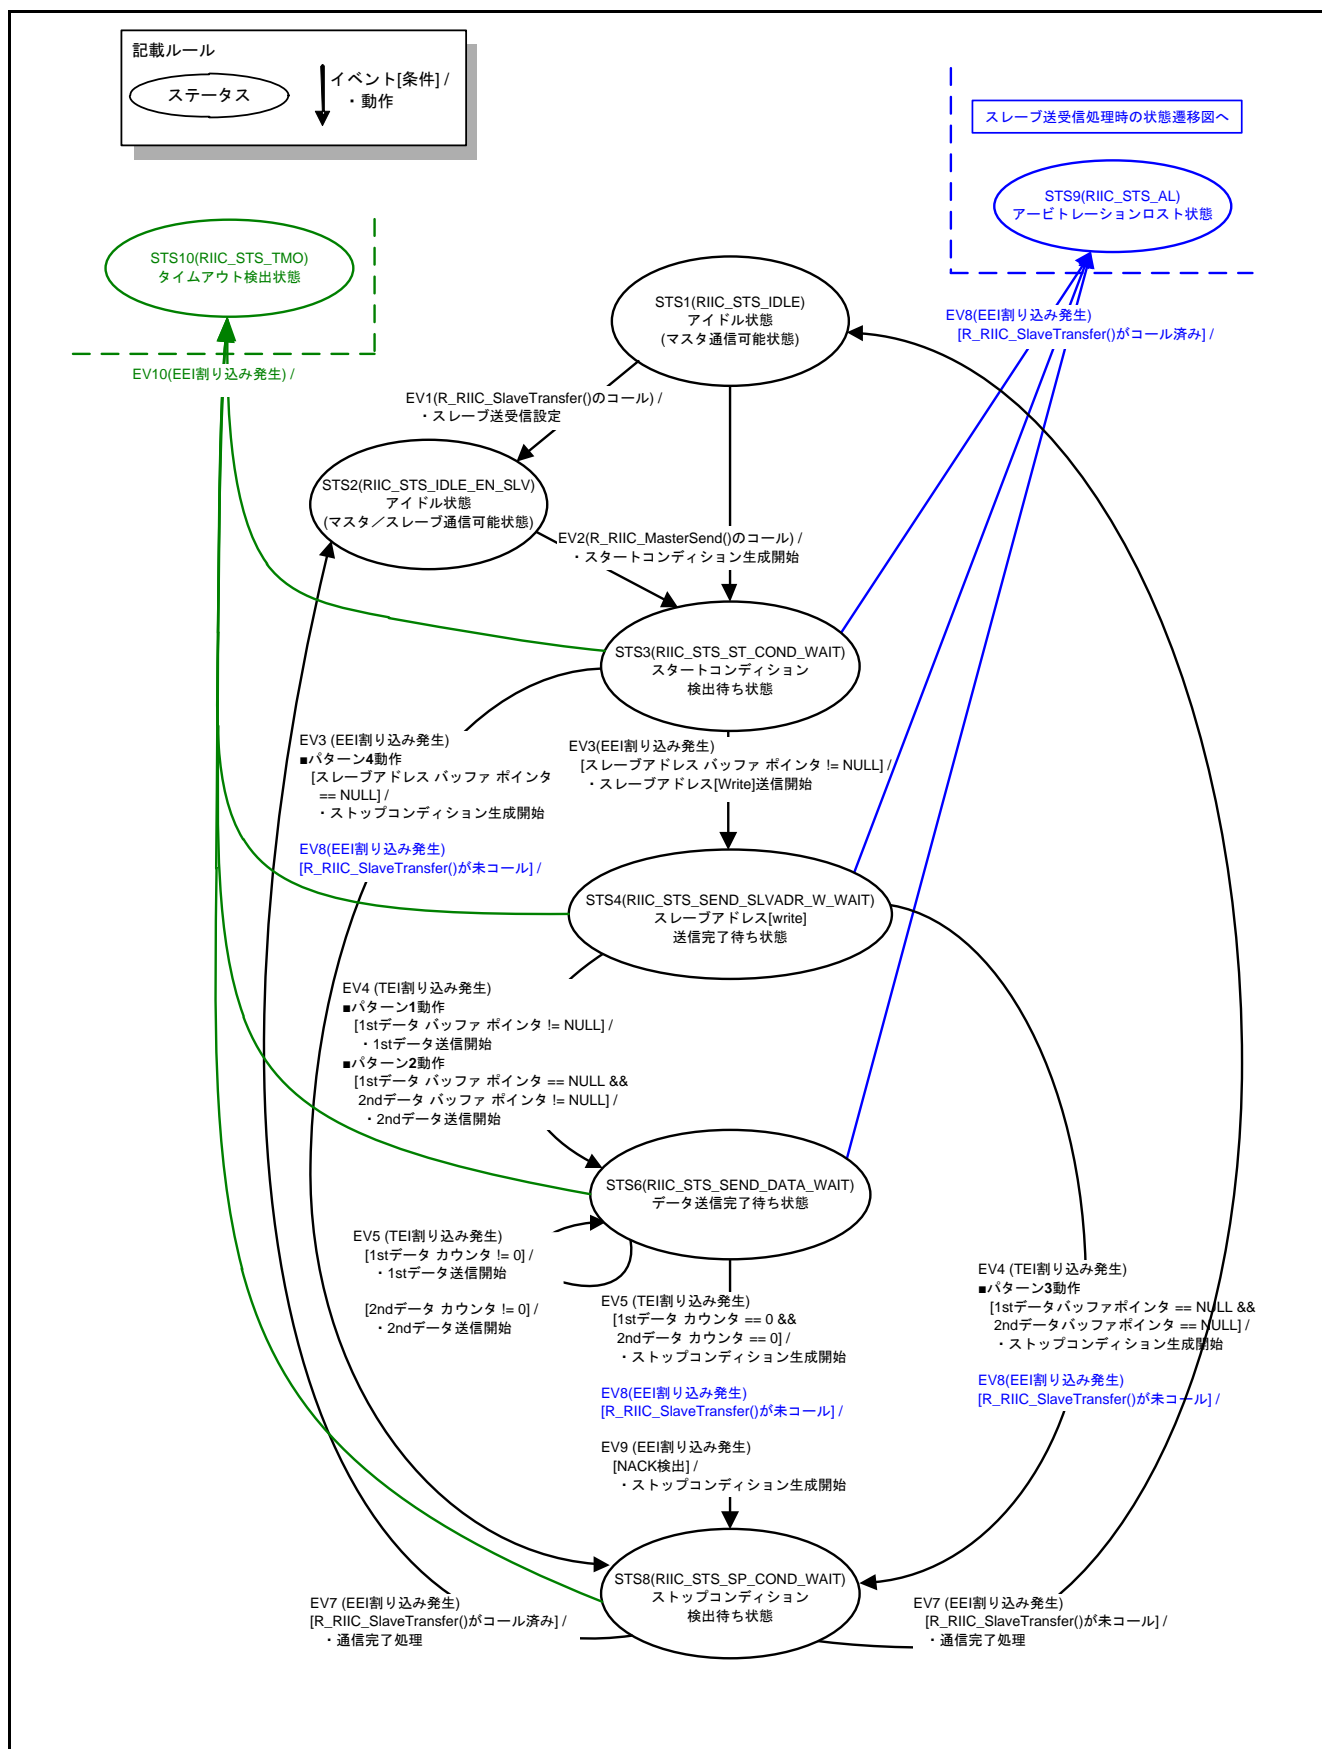 記載ルール
ステータス
イベント[条件] /
・動作
スレーブ送受信処理時の状態遷移図へ
STS9(RIIC_STS_AL)
アービトレーションロスト状態
STS10(RIIC_STS_TMO)
タイムアウト検出状態
STS1(RIIC_STS_IDLE)
アイドル状態
(マスタ通信可能状態)
EV8(EEI割り込み発生)
[R_RIIC_SlaveTransfer()がコール済み] /
EV10(EEI割り込み発生) /
EV1(R_RIIC_SlaveTransfer()のコール) /
・スレーブ送受信設定
STS2(RIIC_STS_IDLE_EN_SLV)
アイドル状態
(マスタ／スレーブ通信可能状態)
EV2(R_RIIC_MasterSend()のコール) /
・スタートコンディション生成開始
STS3(RIIC_STS_ST_COND_WAIT)
スタートコンディション
検出待ち状態
EV3 (EEI割り込み発生)
■パターン4動作
[スレーブアドレス バッファ ポインタ
== NULL] /
・ストップコンディション生成開始
EV8(EEI割り込み発生)
[R_RIIC_SlaveTransfer()が未コール] /
EV3(EEI割り込み発生)
[スレーブアドレス バッファ ポインタ != NULL] /
・スレーブアドレス[Write]送信開始
STS4(RIIC_STS_SEND_SLVADR_W_WAIT)
スレーブアドレス[write]
送信完了待ち状態
EV4 (TEI割り込み発生)
■パターン1動作
[1stデータ バッファ ポインタ != NULL] /
・1stデータ送信開始
■パターン2動作
[1stデータ バッファ ポインタ == NULL &&
2ndデータ バッファ ポインタ != NULL] /
・2ndデータ送信開始
STS6(RIIC_STS_SEND_DATA_WAIT)
データ送信完了待ち状態
EV5 (TEI割り込み発生)
[1stデータ カウンタ != 0] /
・1stデータ送信開始
[2ndデータ カウンタ != 0] /
・2ndデータ送信開始
EV5 (TEI割り込み発生)
[1stデータ カウンタ == 0 &&
2ndデータ カウンタ == 0] /
・ストップコンディション生成開始
EV8(EEI割り込み発生)
[R_RIIC_SlaveTransfer()が未コール] /
EV9 (EEI割り込み発生)
[NACK検出] /
・ストップコンディション生成開始
EV4 (TEI割り込み発生)
■パターン3動作
[1stデータバッファポインタ == NULL &&
2ndデータバッファポインタ == NULL] /
・ストップコンディション生成開始
EV8(EEI割り込み発生)
[R_RIIC_SlaveTransfer()が未コール] /
STS8(RIIC_STS_SP_COND_WAIT)
ストップコンディション
検出待ち状態
EV7 (EEI割り込み発生)
[R_RIIC_SlaveTransfer()がコール済み] /
・通信完了処理
EV7 (EEI割り込み発生)
[R_RIIC_SlaveTransfer()が未コール] /
・通信完了処理